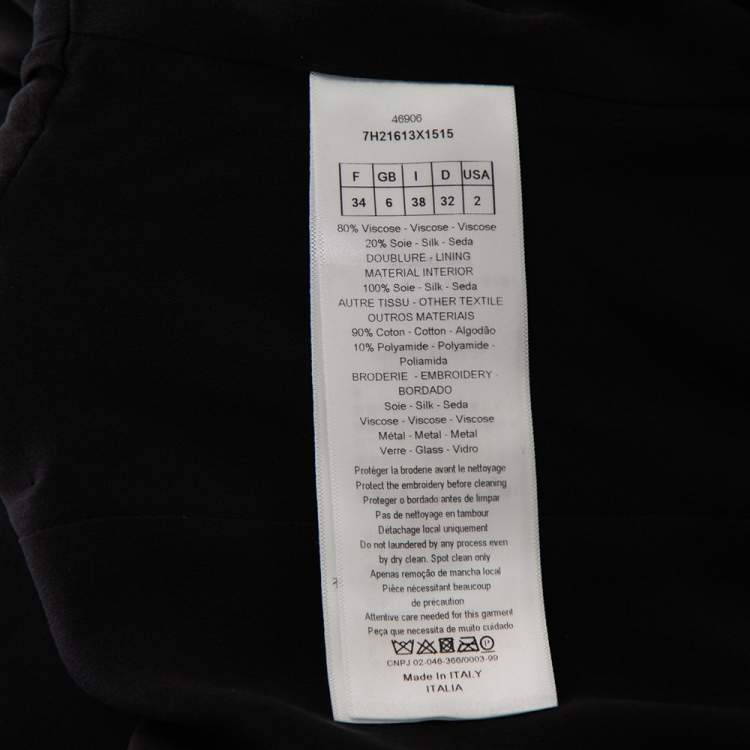 46906
7H21613X1515
F GB I D USA
34 6 38 32 2
80% Viscose - Viscose - Viscose
20% Soie - Silk - Seda
DOUBLURE - LINING
MATERIAL INTERIOR
100% Soie - Silk - Seda
AUTRE TISSU - OTHER TEXTILE
OUTROS MATERIAIS
90% Coton - Cotton - Algodão
10% Polyamide - Polyamide -
Poliamida
BRODERIE - EMBROIDERY -
BORDADO
Soie - Silk - Seda
Viscose - Viscose - Viscose
Métal - Metal - Metal
Verre - Glass - Vidro
Protéger la broderie avant le nettoyage
Protect the embroidery before cleaning
Proteger o bordado antes de limpar
Pas de nettoyage en tambour
Détachage local uniquement
Do not laundered by any process even
by dry clean. Spot clean only
Apenas remoção de mancha local
Pièce nécessitant beaucoup
de précaution
Attentive care needed for this garment
Peça que necessita de muito cuidado
P
CNPJ 02-046-366/0003-99
Made In ITALY
ITALIA